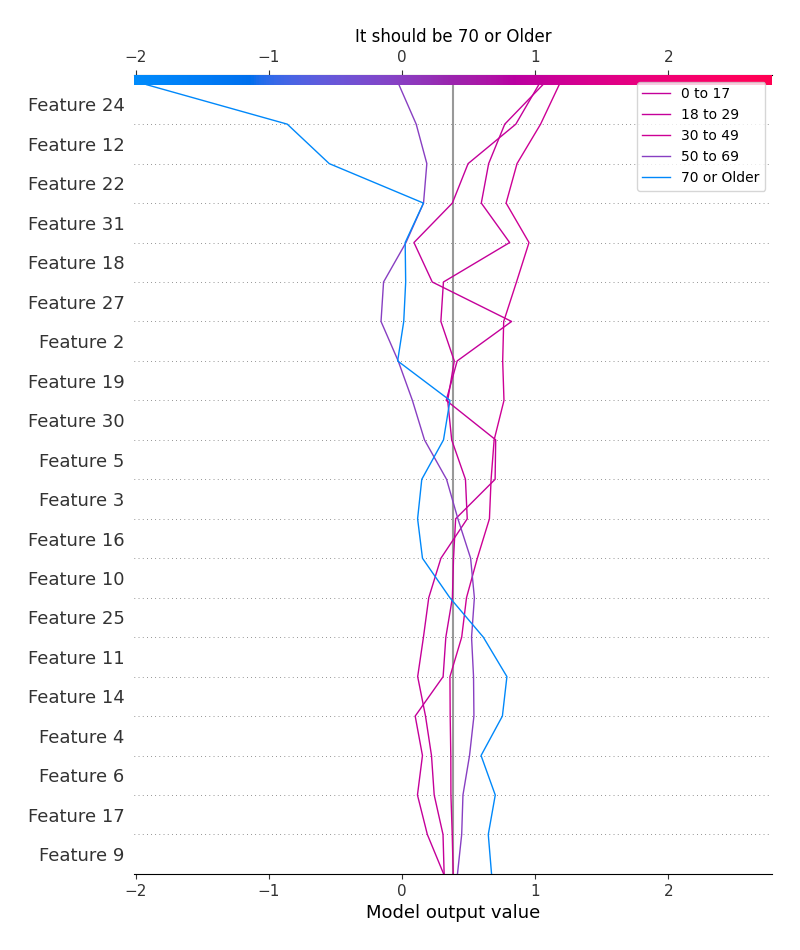 It should be 70 or Older
−2 −1 0 1 2
0 to 17
18 to 29
30 to 49
50 to 69
70 or Older
Feature 24
Feature 12
Feature 22
Feature 31
Feature 18
Feature 27
Feature 2
Feature 19
Feature 30
Feature 5
Feature 3
Feature 16
Feature 10
Feature 25
Feature 11
Feature 14
Feature 4
Feature 6
Feature 17
Feature 9
−2 −1 0 1 2
Model output value